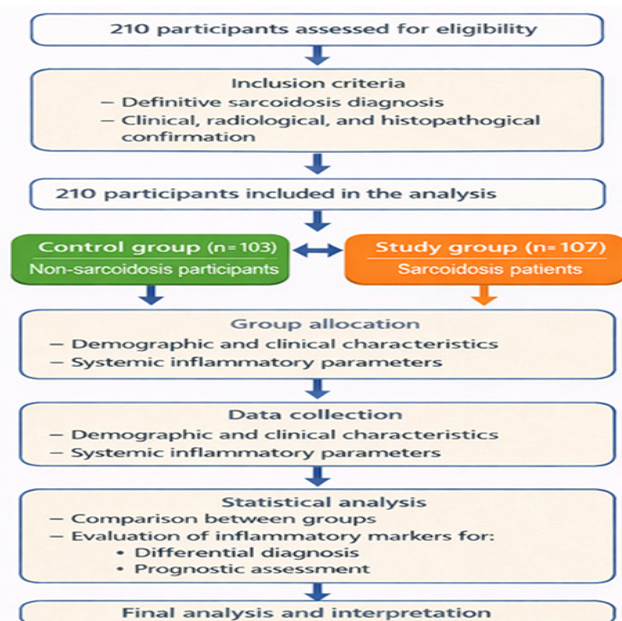 210 participants assessed for eligibility
Inclusion criteria
– Definitive sarcoidosis diagnosis
– Clinical, radiological, and histopathogical
confirmation
210 participants included in the analysis
Control group (n=103)
Non-sarcoidosis participants
Study group (n=107)
Sarcoidosis patients
Group allocation
– Demographic and clinical characteristics
– Systemic inflammatory parameters
Data collection
– Demographic and clinical characteristics
– Systemic inflammatory parameters
Statistical analysis
– Comparison between groups
– Evaluation of inflammatory markers for:
• Differential diagnosis
• Prognostic assessment
Final analysis and interpretation